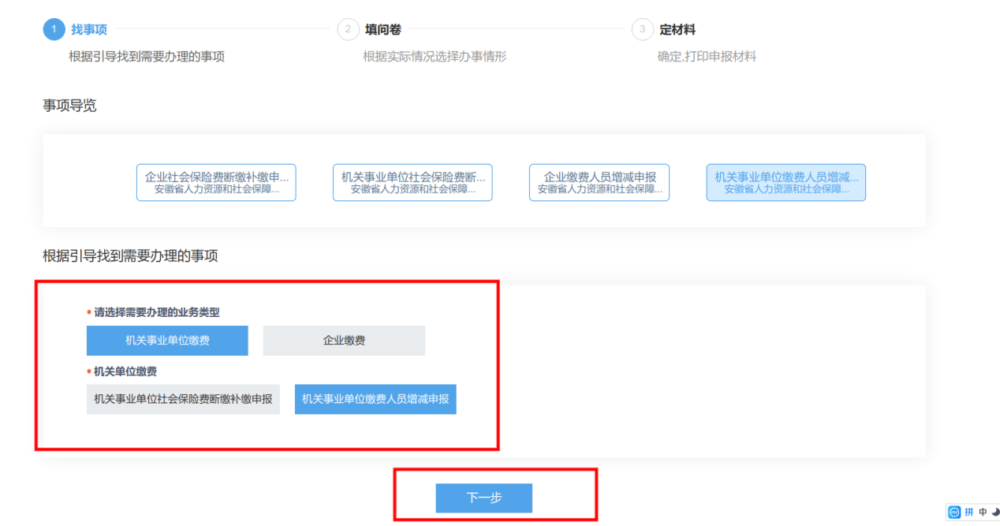 1 找事项
2 填问卷
3 定材料
根据引导找到需要办理的事项
根据实际情况选择办事情形
确定,打印申报材料
事项导览
企业社会保险费断缴补缴申...
安徽省人力资源和社会保障...
机关事业单位社会保险费断...
安徽省人力资源和社会保障...
企业缴费人员增减申报
安徽省人力资源和社会保障...
机关事业单位缴费人员增减...
安徽省人力资源和社会保障...
根据引导找到需要办理的事项
* 请选择需要办理的业务类型
机关事业单位缴费
企业缴费
* 机关单位缴费
机关事业单位社会保险费断缴补缴申报
机关事业单位缴费人员增减申报
下一步
拼 中